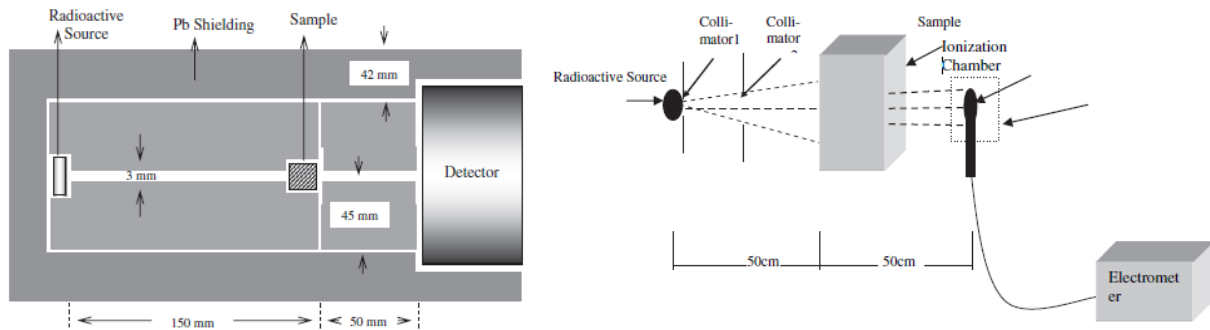 Radioactive
Source
Pb Shielding
Sample
42 mm
3 mm
45 mm
Detector
150 mm
50 mm
Colli-
mator1
Colli-
mator
Sample
Ionization
Chamber
Radioactive Source
50cm
50cm
Electromet
er